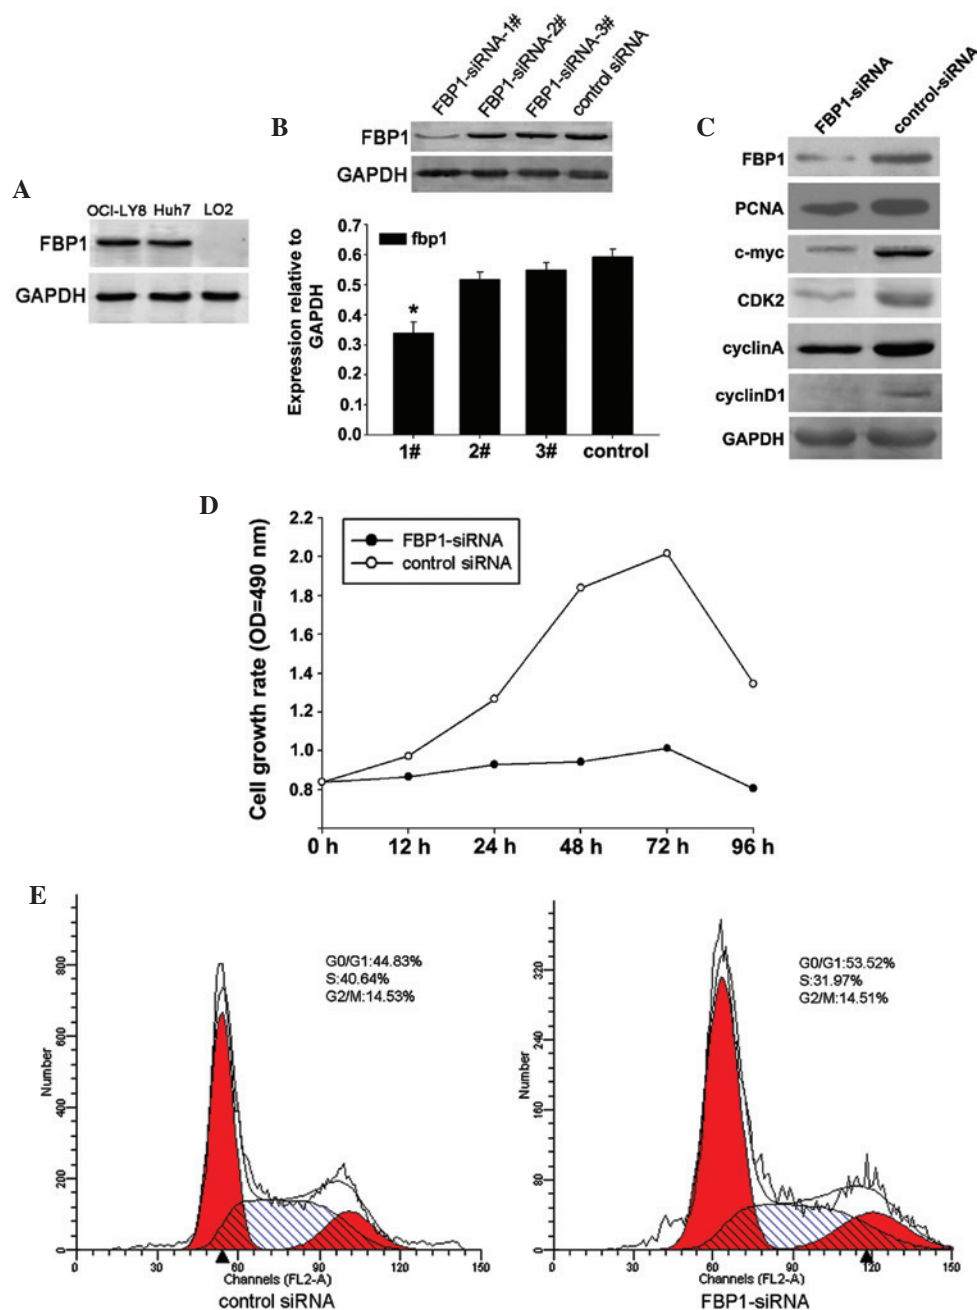 A
OCI-LY8 Huh7 LO2
FBP1
GAPDH
B
FBP1-siRNA-1#
FBP1-siRNA-2#
FBP1-siRNA-3#
control siRNA
FBP1
GAPDH
Expression relative to
GAPDH
0.7
0.6
0.5
0.4
0.3
0.2
0.1
0.0
fbp1
*
1# 2# 3# control
C
FBP1-siRNA
control-siRNA
FBP1
PCNA
c-myc
CDK2
cyclinA
cyclinD1
GAPDH
D
Cell growth rate (OD=490 nm)
2.2
2.0
1.8
1.6
1.4
1.2
1.0
0.8
FBP1-siRNA
control siRNA
0 h 12 h 24 h 48 h 72 h 96 h
E
Number
800
600
400
200
0
G0/G1:44.83%
S:40.64%
G2/M:14.53%
0 30 60 90 120 150
Channels (FL2-A)
control siRNA
Number
320
240
160
80
0
G0/G1:53.52%
S:31.97%
G2/M:14.51%
0 30 60 90 120 150
Channels (FL2-A)
FBP1-siRNA